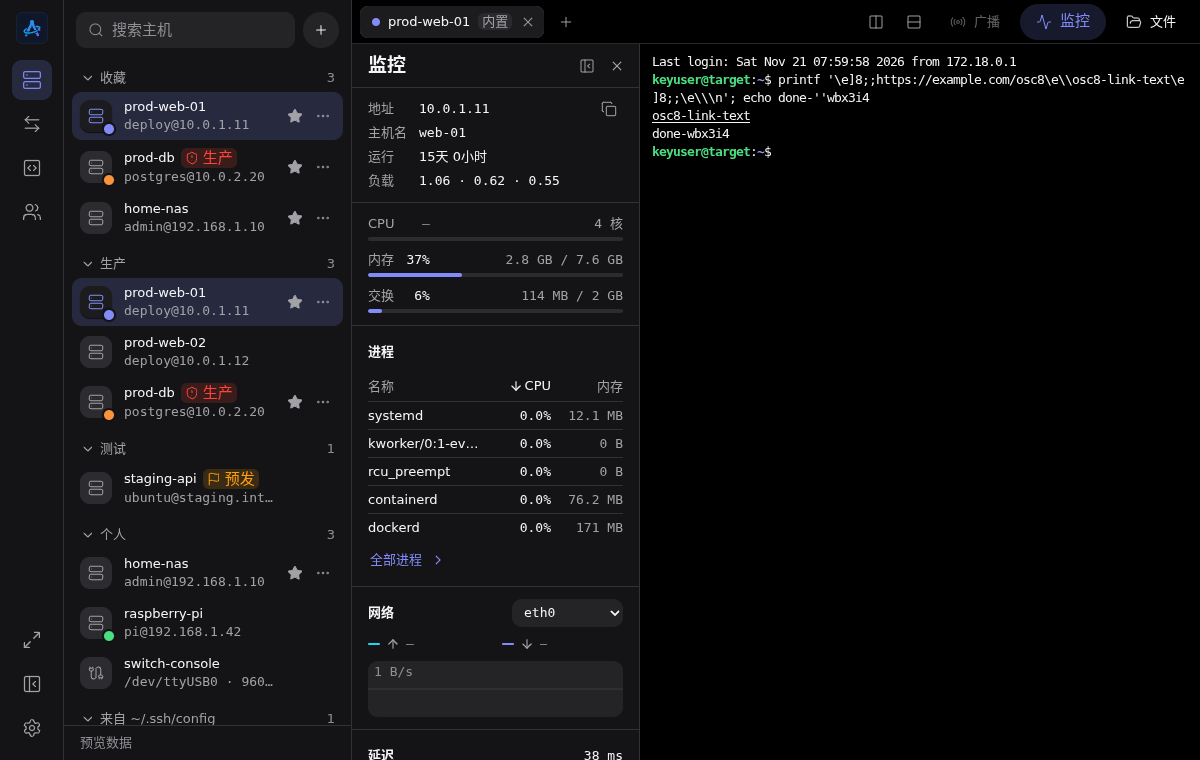 搜索主机
收藏 3
prod-web-01
deploy@10.0.1.11
prod-db 生产
postgres@10.0.2.20
home-nas
admin@192.168.1.10
生产 3
prod-web-01
deploy@10.0.1.11
prod-web-02
deploy@10.0.1.12
prod-db 生产
postgres@10.0.2.20
测试 1
staging-api 预发
ubuntu@staging.int…
个人 3
home-nas
admin@192.168.1.10
raspberry-pi
pi@192.168.1.42
switch-console
/dev/ttyUSB0 · 960…
来自 ~/.ssh/config 1
预览数据
prod-web-01 内置
广播 监控 文件
监控
地址 10.0.1.11
主机名 web-01
运行 15天 0小时
负载 1.06 · 0.62 · 0.55
CPU — 4 核
内存 37% 2.8 GB / 7.6 GB
交换 6% 114 MB / 2 GB
进程
名称 CPU 内存
systemd 0.0% 12.1 MB
kworker/0:1-ev… 0.0% 0 B
rcu_preempt 0.0% 0 B
containerd 0.0% 76.2 MB
dockerd 0.0% 171 MB
全部进程
网络 eth0
— —
1 B/s
延迟 38 ms
Last login: Sat Nov 21 07:59:58 2026 from 172.18.0.1
keyuser@target:~$ printf '\e]8;;https://example.com/osc8\e\\osc8-link-text\e
]8;;\e\\\n'; echo done-''wbx3i4
osc8-link-text
done-wbx3i4
keyuser@target:~$